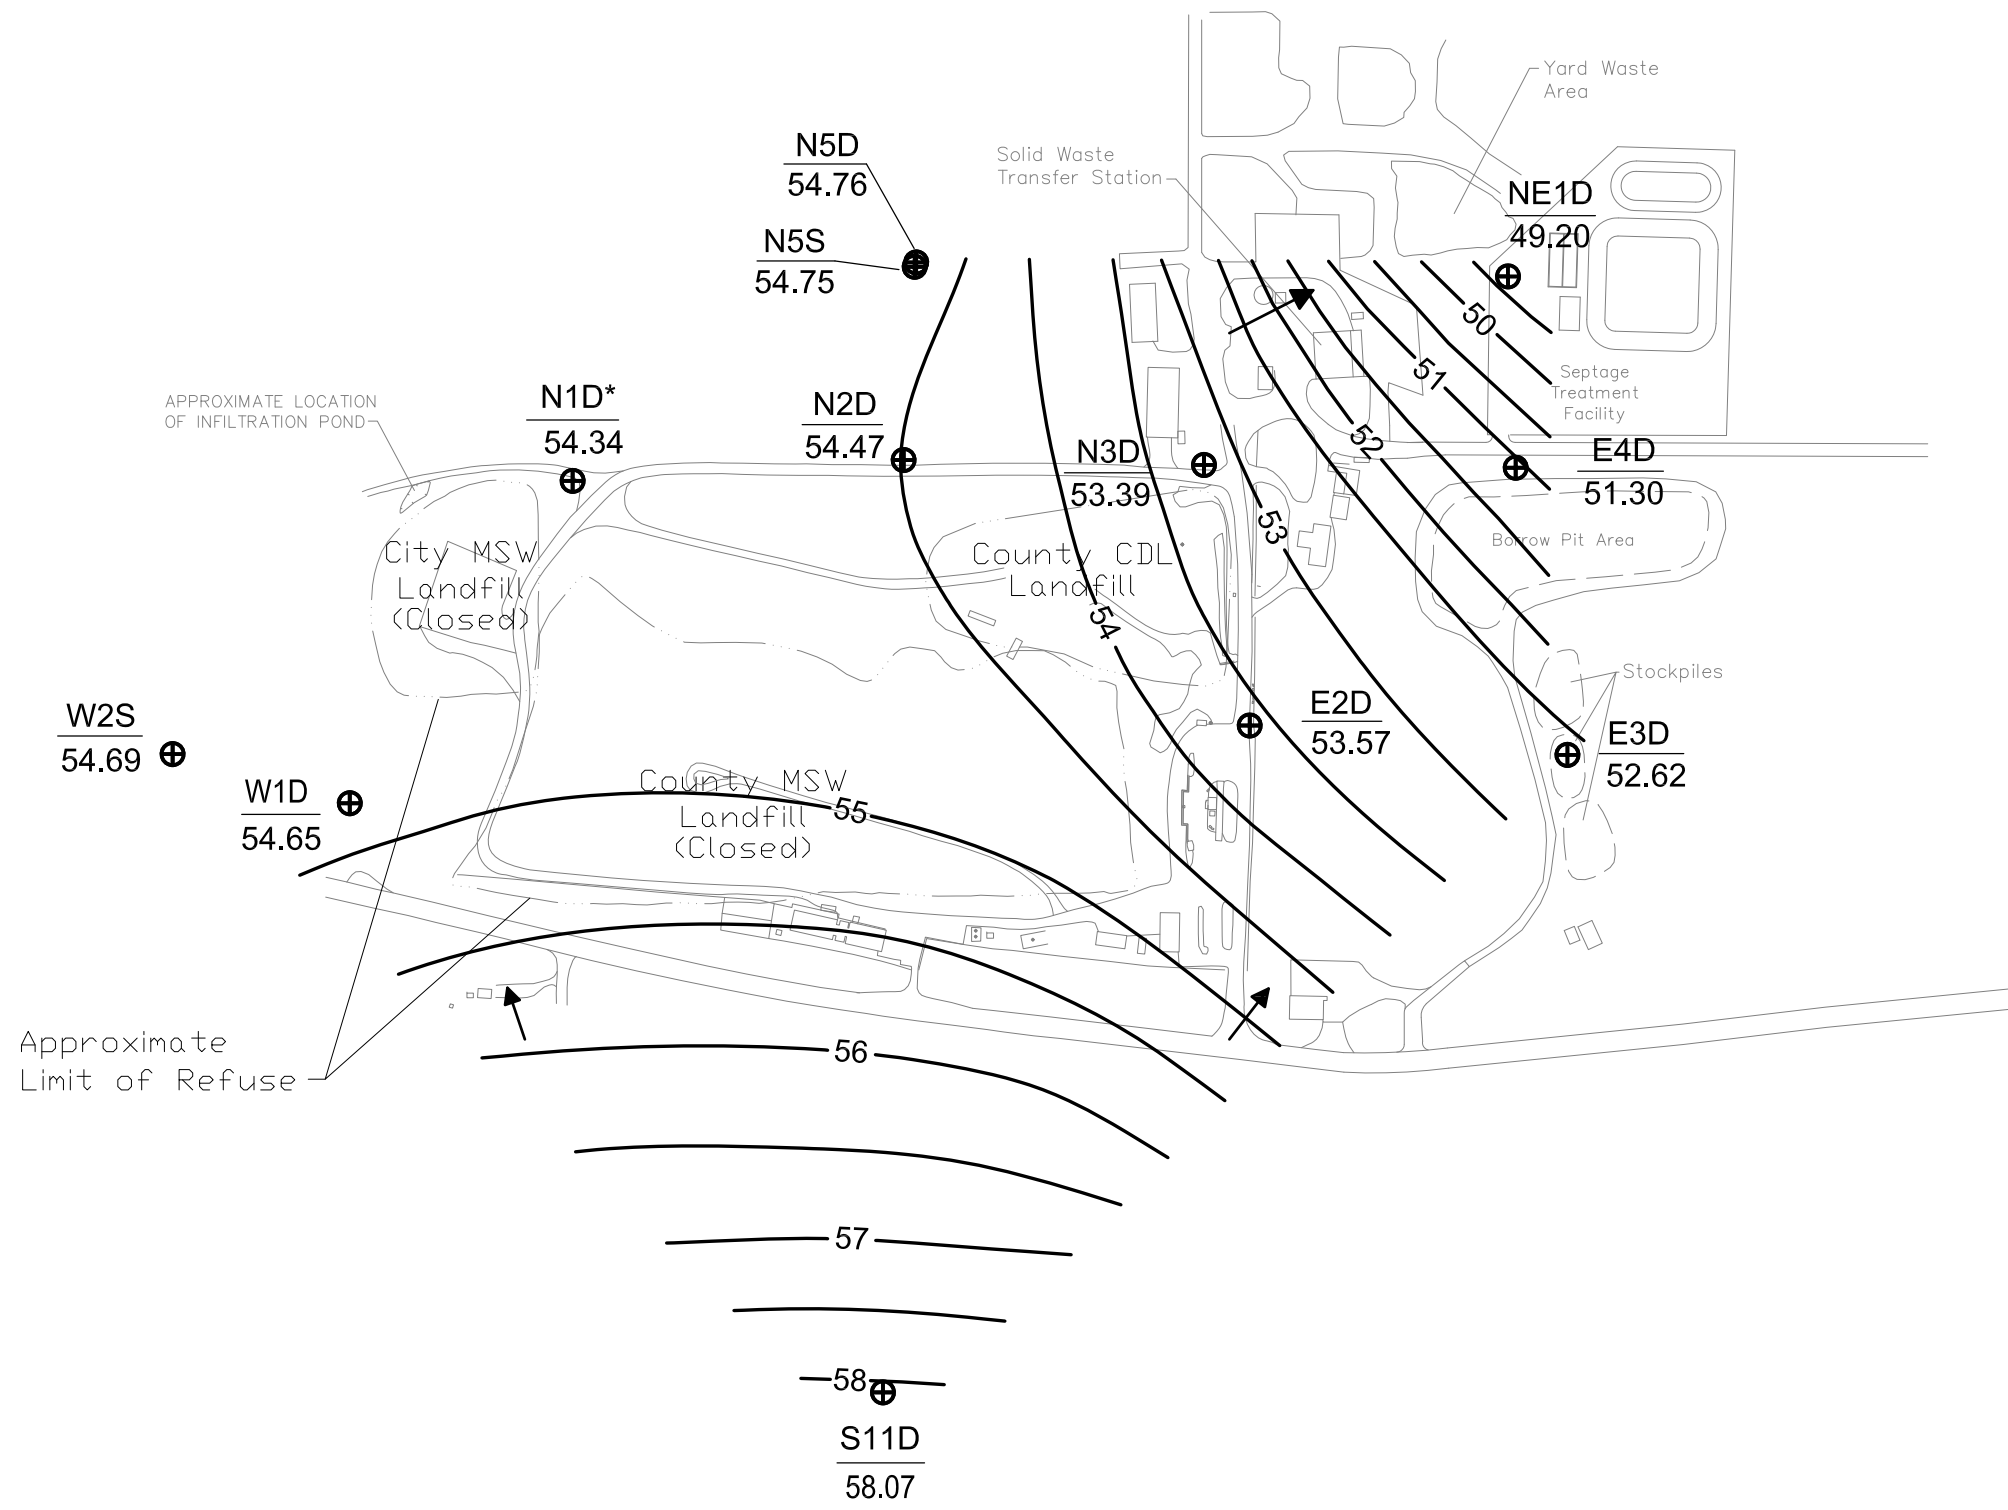 Yard Waste
Area
N5D
54.76
Solid Waste
Transfer Station
NE1D
49.20
N5S
54.75
50
51
Septage
Treatment
Facility
APPROXIMATE LOCATION
OF INFILTRATION POND
N1D*
54.34
N2D
54.47
N3D
53.39
52
E4D
51.30
53
Borrow Pit Area
City MSW
Landfill
(Closed)
County CDL
Landfill
54
Stockpiles
W2S
54.69
E2D
53.57
E3D
52.62
W1D
54.65
County MSW
Landfill
(Closed)
55
Approximate
Limit of Refuse
56
57
58
S11D
58.07